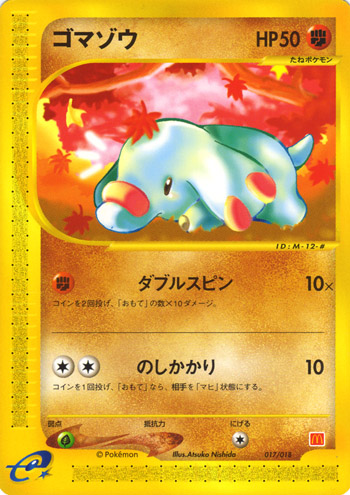 ゴマゾウ HP50
たねポケモン
ID:M-12-#
ダブルスピン 10×
コインを2回投げ、「おもて」の数×10ダメージ。
のしかかり 10
コインを1回投げ、「おもて」なら、相手を「マヒ」状態にする。
弱点 抵抗力 にげる
© Pokémon Illus.Atsuko Nishida 017/018
e